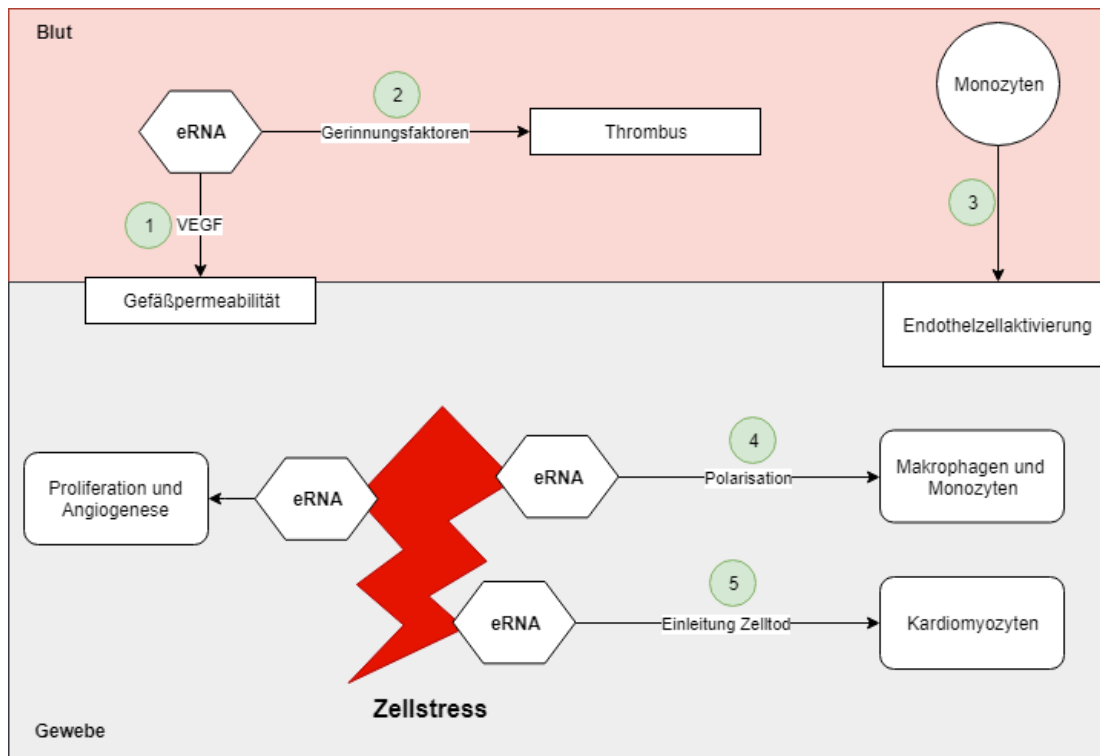 Blut
Monozyten
2
eRNA
Gerinnungsfaktoren
Thrombus
1
VEGF
3
Gefäßpermeabilität
Endothelzellaktivierung
4
eRNA
Polarisation
Makrophagen und
Monozyten
Proliferation und
Angiogenese
eRNA
5
eRNA
Einleitung Zelltod
Kardiomyozyten
Zellstress
Gewebe